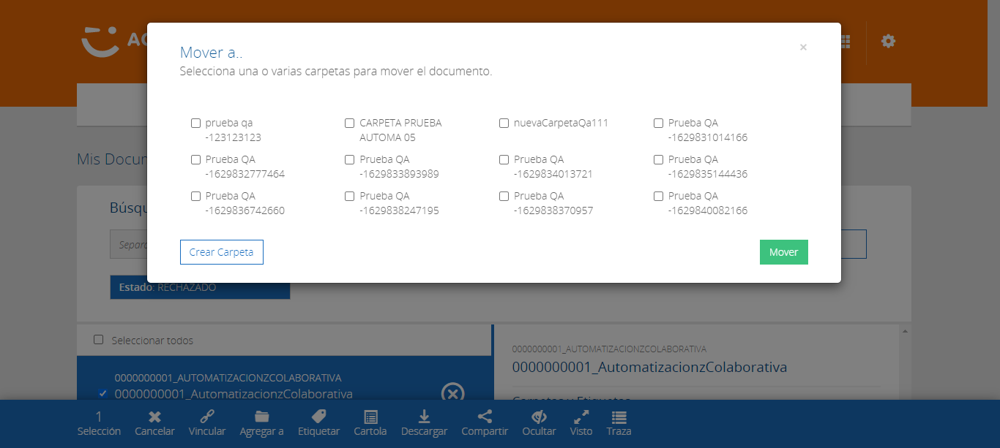 AC
Mover a..
×
Selecciona una o varias carpetas para mover el documento.
prueba qa
-123123123
CARPETA PRUEBA
AUTOMA 05
nuevaCarpetaQa111
Prueba QA
-1629831014166
Prueba QA
-1629832777464
Prueba QA
-1629833893989
Prueba QA
-1629834013721
Prueba QA
-1629835144436
Prueba QA
-1629836742660
Prueba QA
-1629838247195
Prueba QA
-1629838370957
Prueba QA
-1629840082166
Crear Carpeta
Mover
Mis Docu
Búsqu
Separ
Estado: RECHAZADO
Seleccionar todos
0000000001_AUTOMATIZACIONZCOLABORATIVA
0000000001_AutomatizacionzColaborativa
0000000001_AUTOMATIZACIONZCOLABORATIVA
0000000001_AutomatizacionzColaborativa
Carpetas y Etiquetas
1
Selección
Cancelar
Vincular
Agregar a
Etiquetar
Cartola
Descargar
Compartir
Ocultar
Visto
Traza